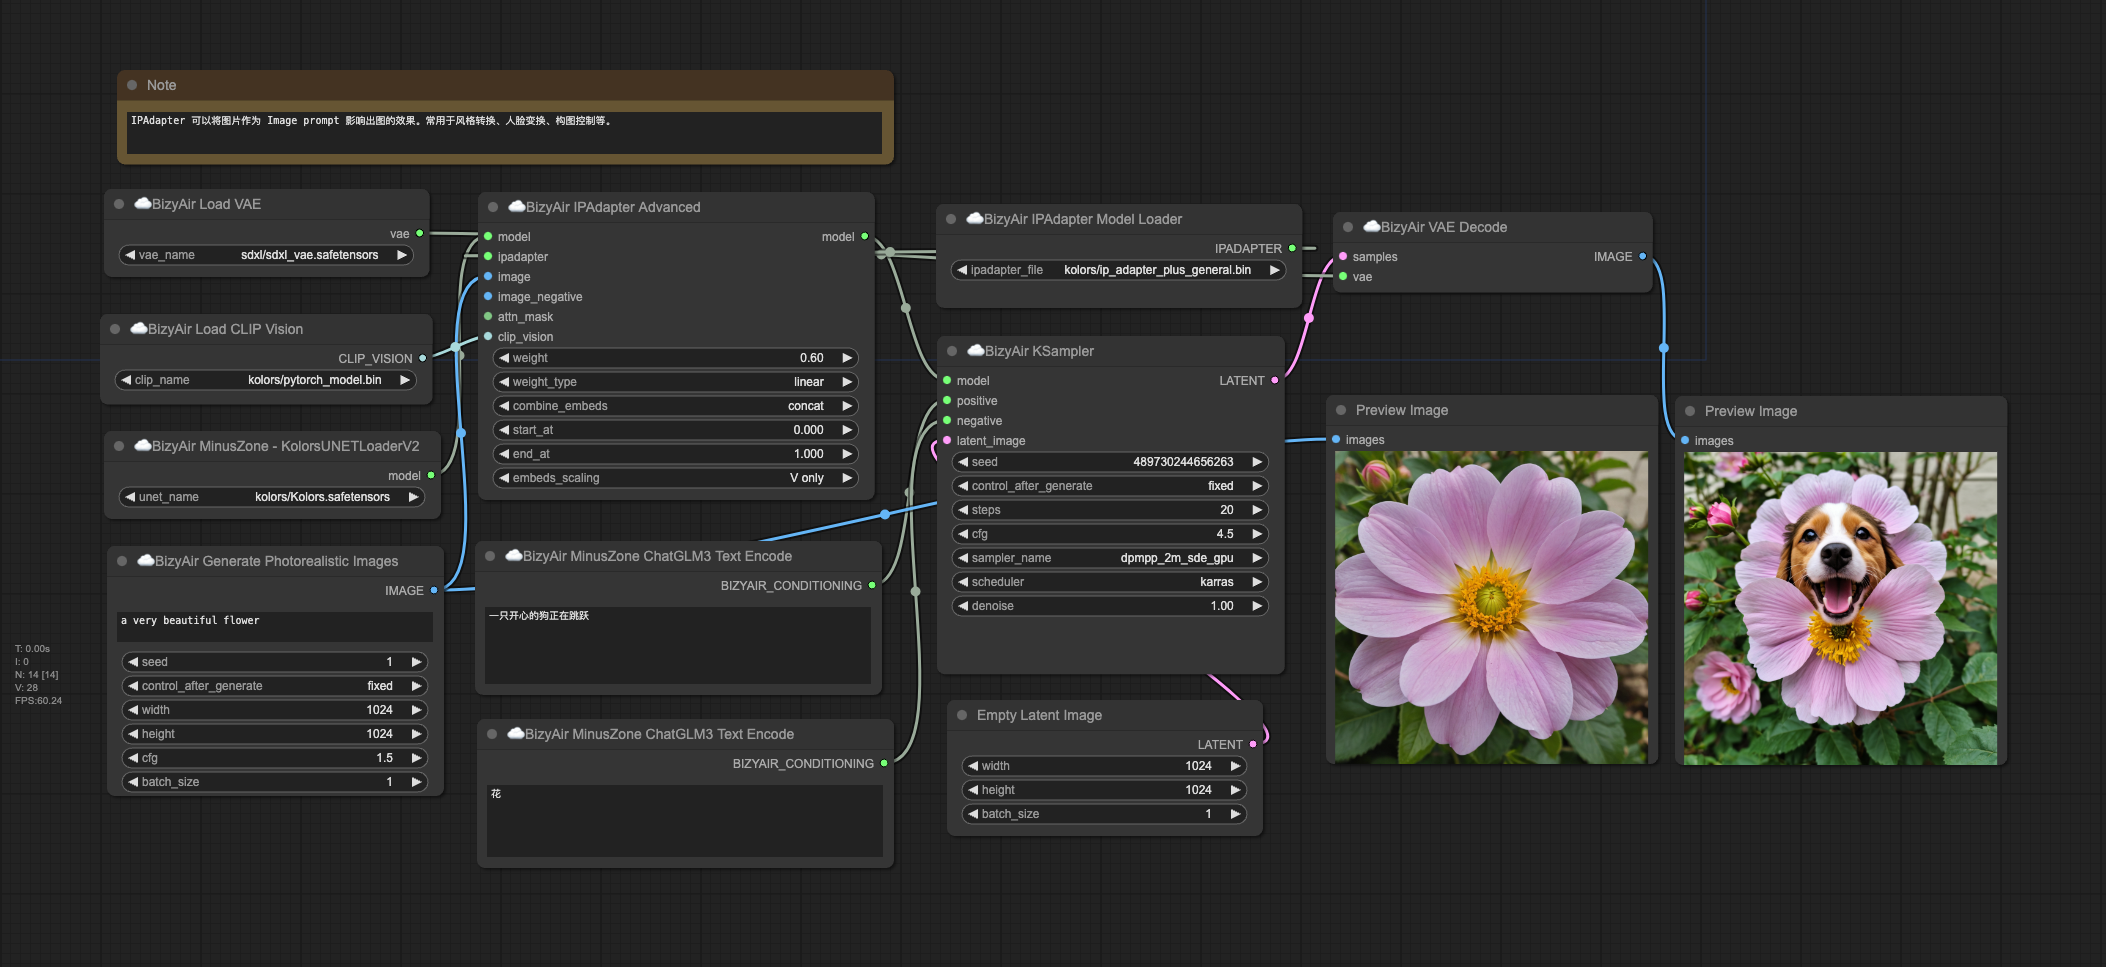 Note
IPAdapter 可以将图片作为 Image prompt 影响出图的效果。常用于风格转换、人脸变换、构图控制等。
BizyAir Load VAE
vae
vae_name sdxl/sdxl_vae.safetensors
BizyAir Load CLIP Vision
CLIP_VISION
clip_name kolors/pytorch_model.bin
BizyAir MinusZone - KolorsUNETLoaderV2
model
unet_name kolors/Kolors.safetensors
BizyAir Generate Photorealistic Images
IMAGE
a very beautiful flower
seed 1
control_after_generate fixed
width 1024
height 1024
cfg 1.5
batch_size 1
T: 0.00s
I: 0
N: 14 [14]
V: 28
FPS:60.24
BizyAir IPAdapter Advanced
model model
ipadapter
image
image_negative
attn_mask
clip_vision
weight 0.60
weight_type linear
combine_embeds concat
start_at 0.000
end_at 1.000
embeds_scaling V only
BizyAir MinusZone ChatGLM3 Text Encode
BIZYAIR_CONDITIONING
一只开心的狗正在跳跃
BizyAir MinusZone ChatGLM3 Text Encode
BIZYAIR_CONDITIONING
花
BizyAir IPAdapter Model Loader
IPADAPTER
ipadapter_file kolors/ip_adapter_plus_general.bin
BizyAir KSampler
model LATENT
positive
negative
latent_image
seed 489730244656263
control_after_generate fixed
steps 20
cfg 4.5
sampler_name dpmpp_2m_sde_gpu
scheduler karras
denoise 1.00
Empty Latent Image
LATENT
width 1024
height 1024
batch_size 1
BizyAir VAE Decode
samples IMAGE
vae
Preview Image
images
Preview Image
images